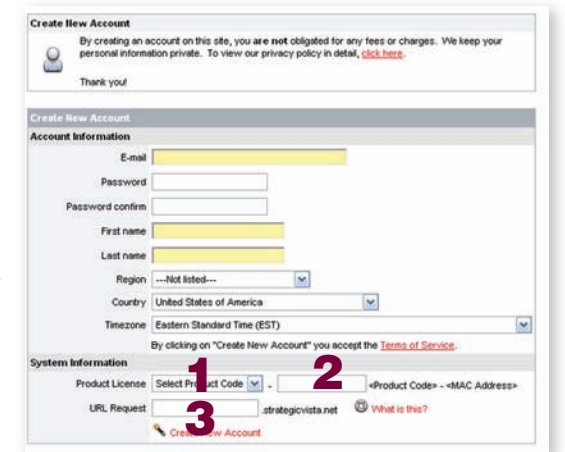 Create New Account
By creating an account on this site, you are not obligated for any fees or charges. We keep your
personal information private. To view our privacy policy in detail, click here.
Thank you!
Create New Account
Account Information
E-mail
Password
Password confirm
First name
Last name
Region ---Not listed---
Country United States of America
Timezone Eastern Standard Time (EST)
By clicking on "Create New Account" you accept the Terms of Service.
System Information
1 2
Product License Select Product Code - <Product Code> - <MAC Address>
URL Request .strategicvista.net What is this?
3
Create New Account